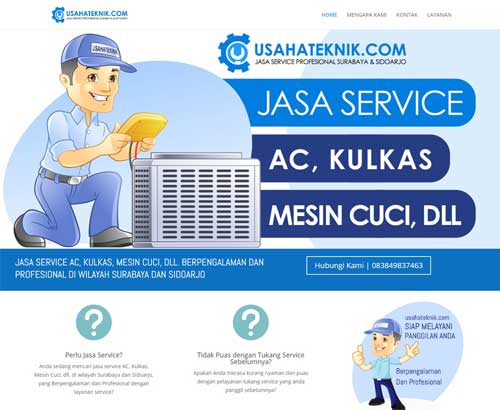 USAHATEKNIK.COM
HOME MENGAPA KAMI KONTAK LAYANAN
USAHATEKNIK.COM
JASA SERVICE PROFESIONAL SURABAYA & SIDOARJO
JASA SERVICE
AC, KULKAS
MESIN CUCI, DLL
JASA SERVICE AC, KULKAS, MESIN CUCI, DLL. BERPENGALAMAN DAN
PROFESIONAL DI WILAYAH SURABAYA DAN SIDOARJO
Hubungi Kami | 083849837463
?
?
Perlu Jasa Service?
Anda sedang mencari jasa service AC, Kulkas,
Mesin Cuci, dll. di wilayah Surabaya dan Sidoarjo,
yang Berpengalaman dan Profesional dengan
layanan service?
Tidak Puas dengan Tukang Service
Sebelumnya?
Apakah Anda merasa kurang nyaman dan puas
dengan pelayanan tukang service yang anda
panggil sebelumnya?
usahateknik.com
SIAP MELAYANI
PANGGILAN ANDA
Berpengalaman
Dan Profesional